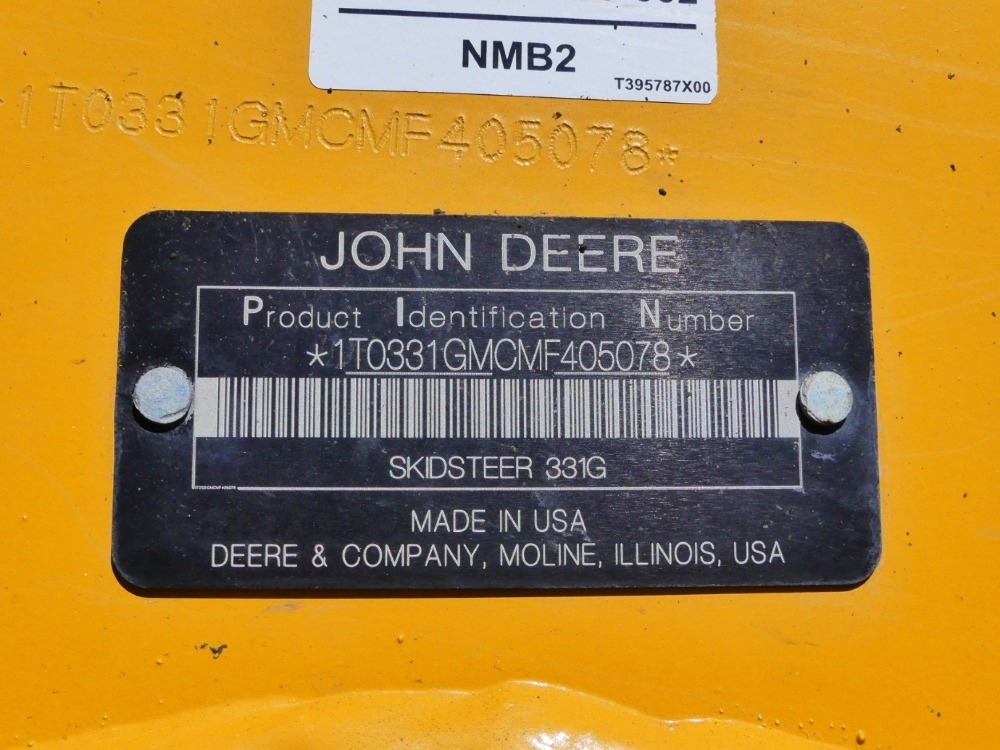 NMB2
T395787X00
*1T0331GMCMF405078*
JOHN DEERE
Product Identification Number
*1T0331GMCMF405078*
SKIDSTEER 331G
1T0331GMCMF405078
MADE IN USA
DEERE & COMPANY, MOLINE, ILLINOIS, USA